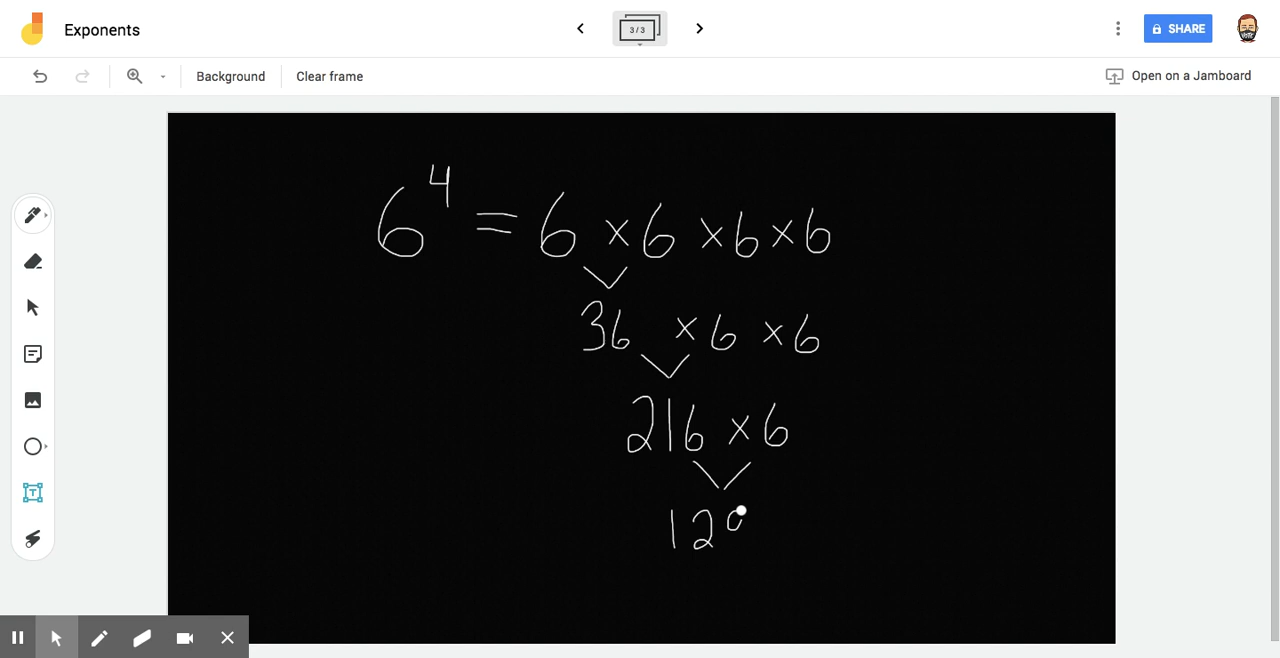 Exponents
3 / 3
SHARE
Background
Clear frame
Open on a Jamboard
6⁴ = 6 × 6 × 6 × 6
36 × 6 × 6
216 × 6
12
T